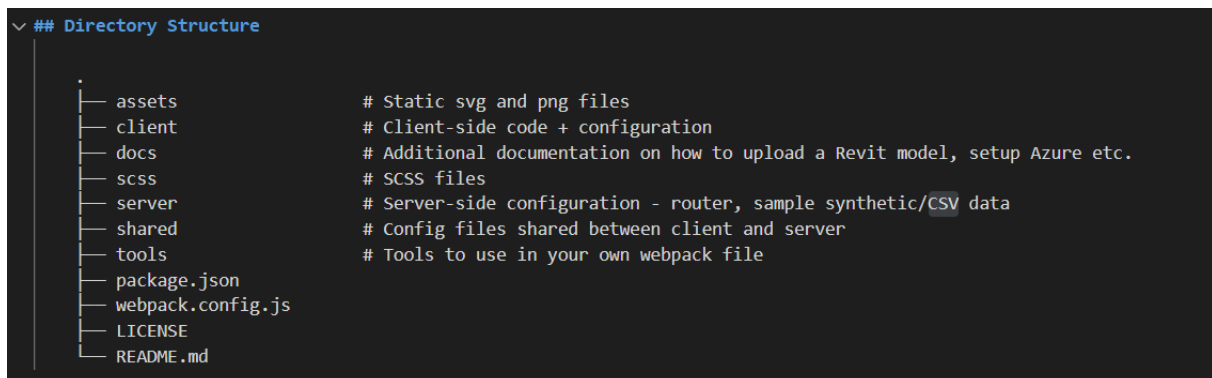 ## Directory Structure
.
├── assets # Static svg and png files
├── client # Client-side code + configuration
├── docs # Additional documentation on how to upload a Revit model, setup Azure etc.
├── scss # SCSS files
├── server # Server-side configuration - router, sample synthetic/CSV data
├── shared # Config files shared between client and server
├── tools # Tools to use in your own webpack file
├── package.json
├── webpack.config.js
├── LICENSE
└── README.md